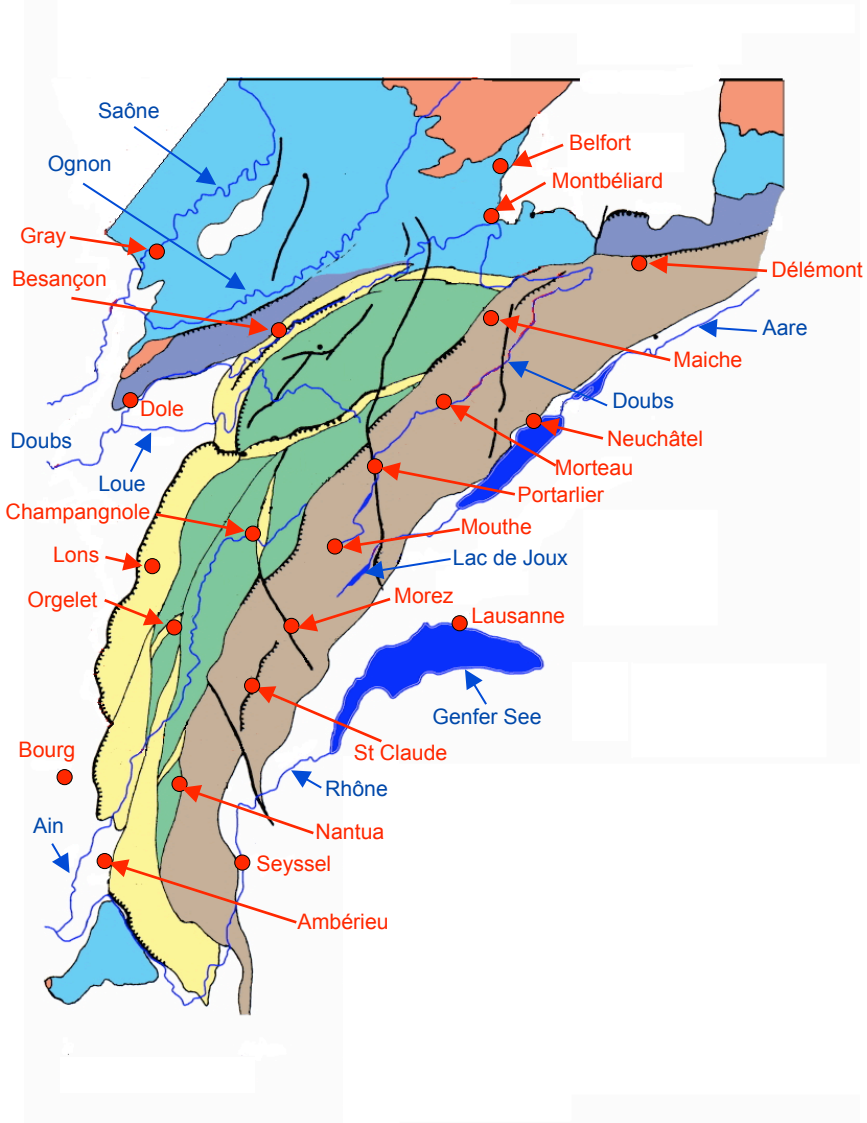 Saône
Belfort
Ognon
Montbéliard
Gray
Délémont
Besançon
Aare
Maiche
Doubs
Dole
Neuchâtel
Doubs
Morteau
Loue
Portarlier
Champangnole
Mouthe
Lons
Lac de Joux
Orgelet
Morez
Lausanne
Genfer See
Bourg
St Claude
Rhône
Ain
Nantua
Seyssel
Ambérieu